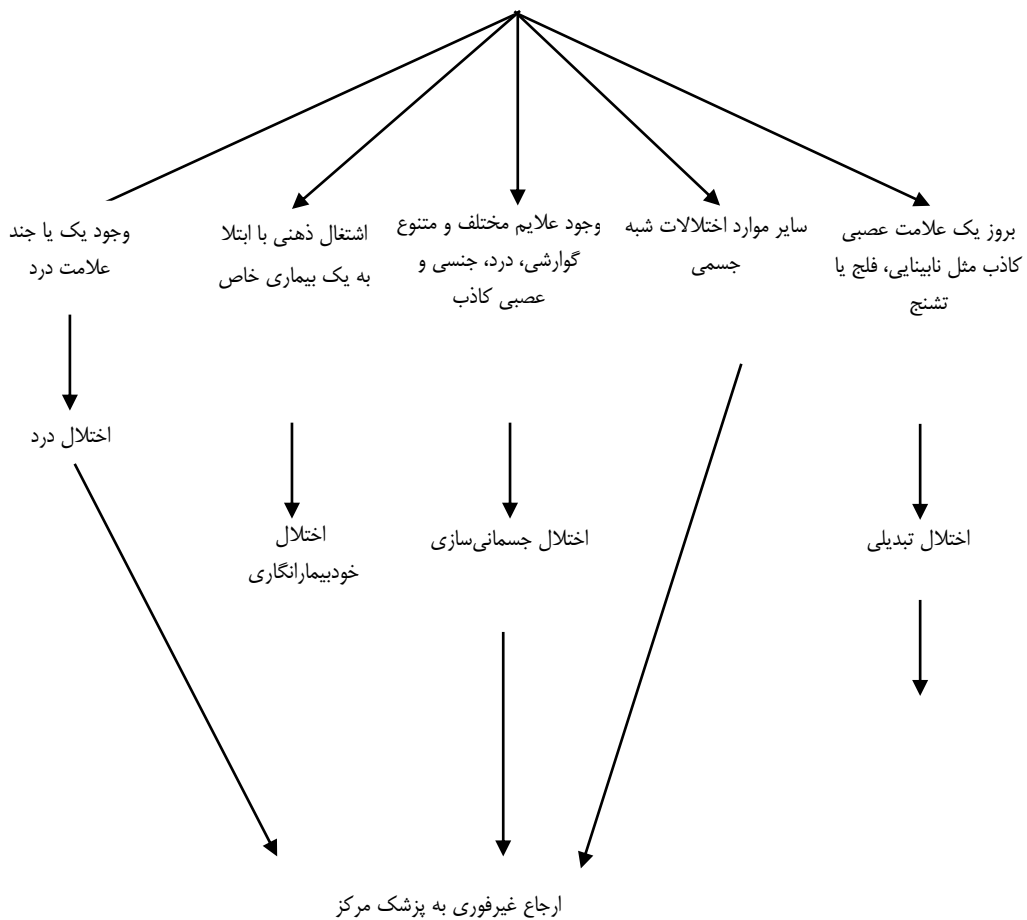 بروز یک علامت عصبی
کاذب مثل نابینایی، فلج یا
تشنج
سایر موارد اختلالات شبه
جسمی
وجود علایم مختلف و متنوع
گوارشی، درد، جنسی و
عصبی کاذب
اشتغال ذهنی با ابتلا
به یک بیماری خاص
وجود یک یا جند
علامت درد
اختلال درد
اختلال تبدیلی
اختلال جسمانی‌سازی
اختلال
خودبیمارانگاری
ارجاع غیرفوری به پزشک مرکز